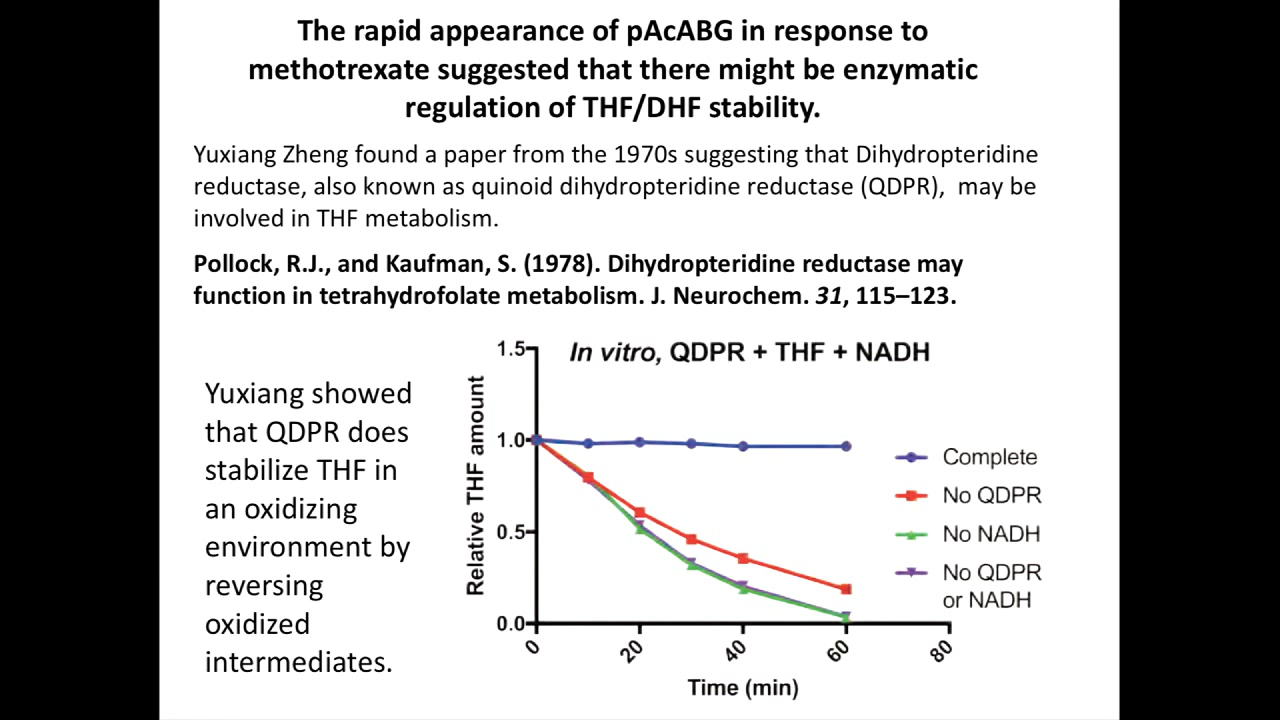 The rapid appearance of pAcABG in response to
methotrexate suggested that there might be enzymatic
regulation of THF/DHF stability.
Yuxiang Zheng found a paper from the 1970s suggesting that Dihydropteridine
reductase, also known as quinoid dihydropteridine reductase (QDPR),  may be
involved in THF metabolism.
Pollock, R.J., and Kaufman, S. (1978). Dihydropteridine reductase may
function in tetrahydrofolate metabolism. J. Neurochem. 31, 115–123.
Yuxiang showed
that QDPR does
stabilize THF in
an oxidizing
environment by
reversing
oxidized
intermediates.
In vitro, QDPR + THF + NADH
Relative THF amount
1.5
1.0
0.5
0.0
0
20
40
60
80
Time (min)
Complete
No QDPR
No NADH
No QDPR
or NADH